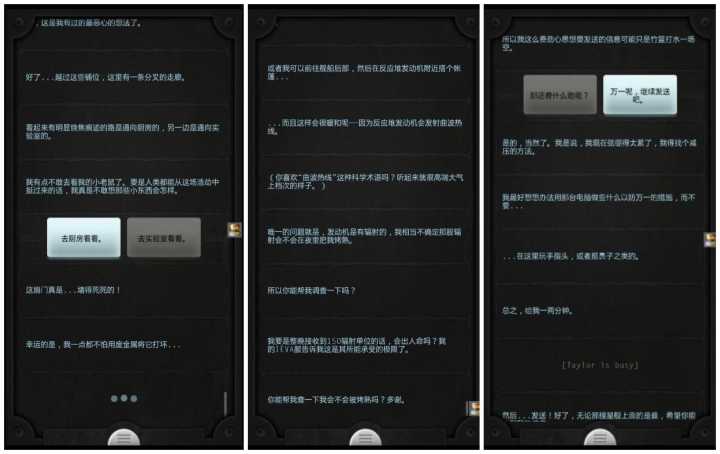 ，这是我有过的最恶心的想法了。
好了...越过这些铺位，这里有条分叉的走廊。
看起来有明显烧焦痕迹的路是通向厨房的，另一边是通向实
验室的。
我有点不敢去看我的小老鼠了。要是人类都能从这场活动中
挺过来的话，我真是不敢想那些小东西会怎样。
去厨房看看。
去实验室看看。
这扇门真是...堵得死死的！
幸运的是，我一点都不怕用废金属将它打坏...
或者我可以前往舰船后部，然后在反应堆发动机附近搭个帐
篷...
...而且这样会很暖和呢——因为反应堆发动机会发射曲波热
线。
（你喜欢“曲波热线”这种科学术语吗？听起来就很高端大气
上档次的样子。）
唯一的问题就是，发动机是有辐射的，我相当不确定那股辐
射会不会在夜里把我烤熟。
所以你能帮我调查一下吗？
我要是整晚接收到150辐射单位的话，会出人命吗？我
的IEVA服告诉我这是其所能承受的极限了。
你能帮我查一下我会不会被烤熟吗？多谢。
所以我这么费劲心思想要发送的信息可能只是竹篮打水一场
空。
那还费什么劲呢？
万一呢，继续发送
吧。
是的，当然了。我是说，我现在弦绷得太紧了，我得找个减
压的方法。
我最好想想办法用那台电脑做些什么以防万一的措施，而不
要...
...在这里玩手指头，或者抠鼻子之类的。
总之，给我一两分钟。
[Taylor is busy]
然后...发送！好了，无论那艘星舰上面的是谁，希望你能